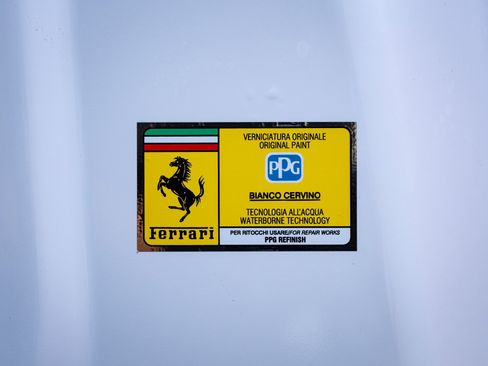 Ferrari
VERNICIATURA ORIGINALE
ORIGINAL PAINT
PPG
BIANCO CERVINO
TECNOLOGIA ALL'ACQUA
WATERBORNE TECHNOLOGY
PER RITOCCHI USARE/FOR REPAIR WORKS
PPG REFINISH